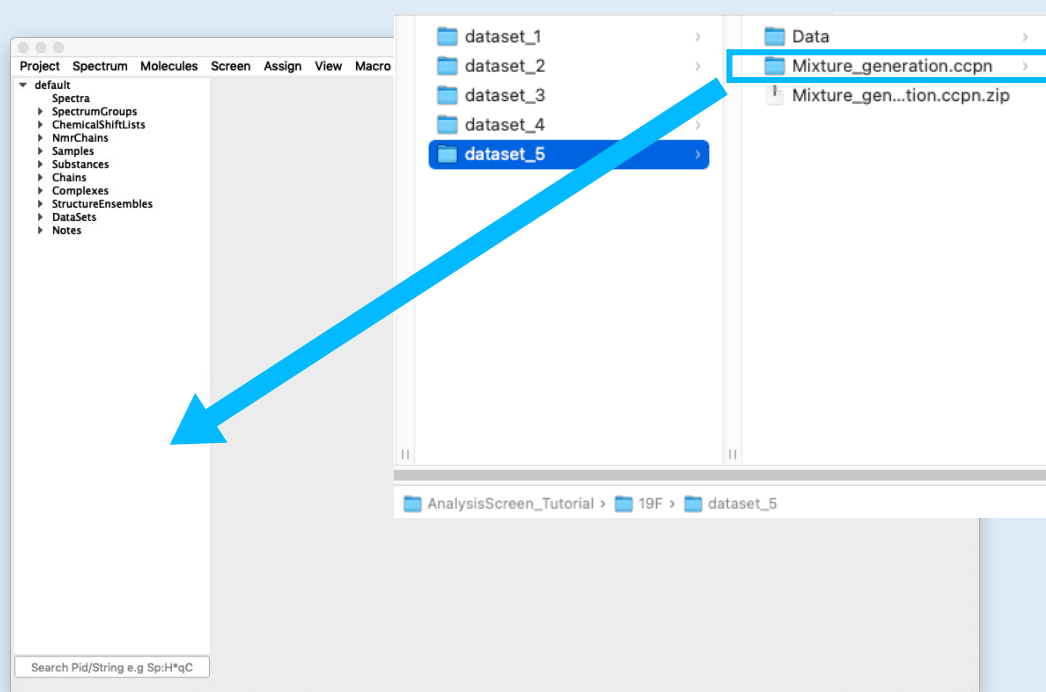 Project Spectrum Molecules Screen Assign View Macro
default
Spectra
SpectrumGroups
ChemicalShiftLists
NmrChains
Samples
Substances
Chains
Complexes
StructureEnsembles
DataSets
Notes
Search Pid/String e.g Sp:H*qC
dataset_1
dataset_2
dataset_3
dataset_4
dataset_5
Data
Mixture_generation.ccpn
Mixture_gen...tion.ccpn.zip
AnalysisScreen_Tutorial › 19F › dataset_5